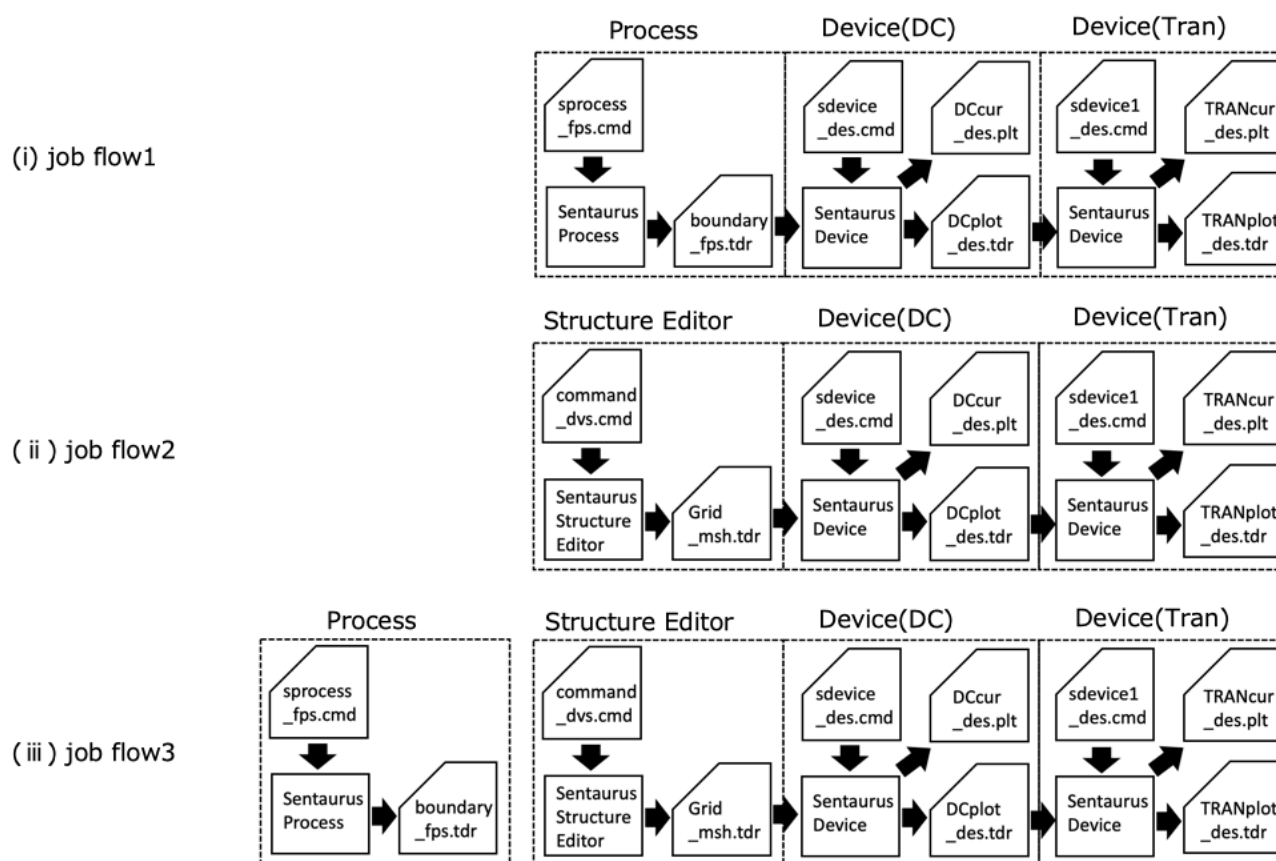 Process Device(DC) Device(Tran)
(i) job flow1
sprocess
_fps.cmd
Sentaurus
Process
boundary
_fps.tdr
sdevice
_des.cmd
DCcur
_des.plt
Sentaurus
Device
DCplot
_des.tdr
sdevice1
_des.cmd
TRANcur
_des.plt
Sentaurus
Device
TRANplot
_des.tdr
Structure Editor Device(DC) Device(Tran)
(ii) job flow2
command
_dvs.cmd
Sentaurus
Structure
Editor
Grid
_msh.tdr
sdevice
_des.cmd
DCcur
_des.plt
Sentaurus
Device
DCplot
_des.tdr
sdevice1
_des.cmd
TRANcur
_des.plt
Sentaurus
Device
TRANplot
_des.tdr
Process Structure Editor Device(DC) Device(Tran)
(iii) job flow3
sprocess
_fps.cmd
Sentaurus
Process
boundary
_fps.tdr
command
_dvs.cmd
Sentaurus
Structure
Editor
Grid
_msh.tdr
sdevice
_des.cmd
DCcur
_des.plt
Sentaurus
Device
DCplot
_des.tdr
sdevice1
_des.cmd
TRANcur
_des.plt
Sentaurus
Device
TRANplot
_des.tdr